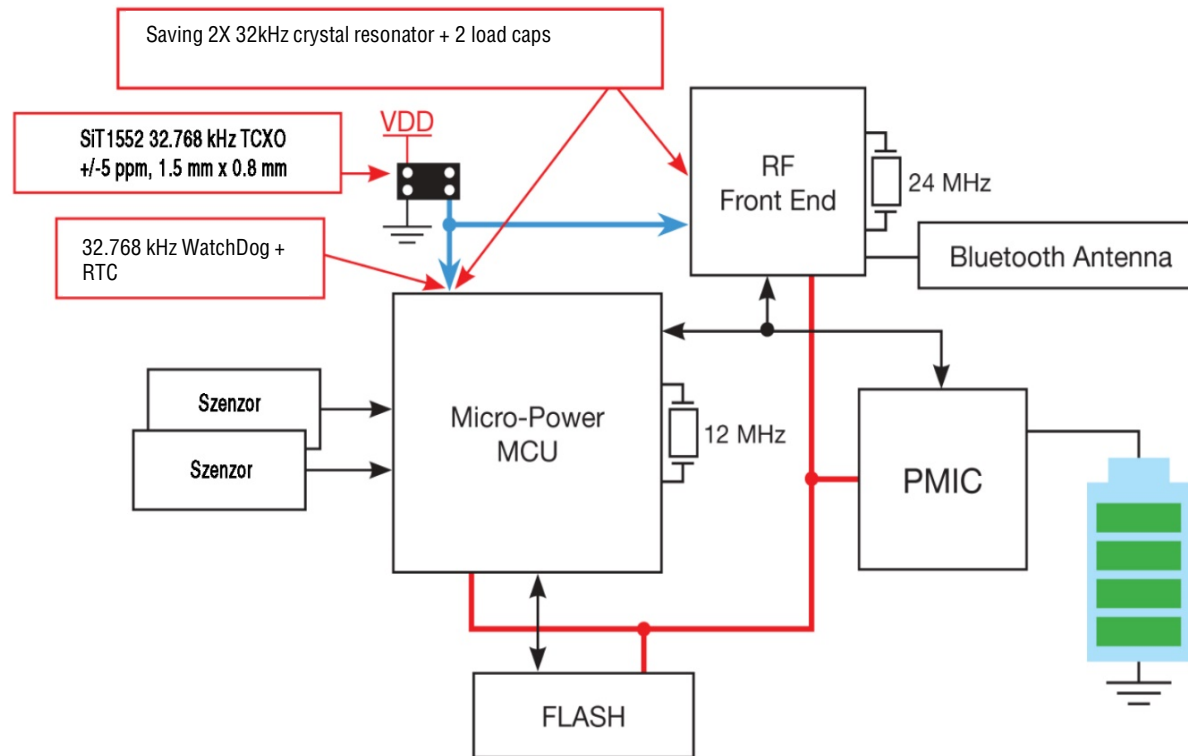 Saving 2X 32kHz crystal resonator + 2 load caps
SiT1552 32.768 kHz TCXO
+/-5 ppm, 1.5 mm x 0.8 mm
VDD
RF
Front End
24 MHz
32.768 kHz WatchDog +
RTC
Bluetooth Antenna
Szenzor
Szenzor
Micro-Power
MCU
12 MHz
PMIC
FLASH